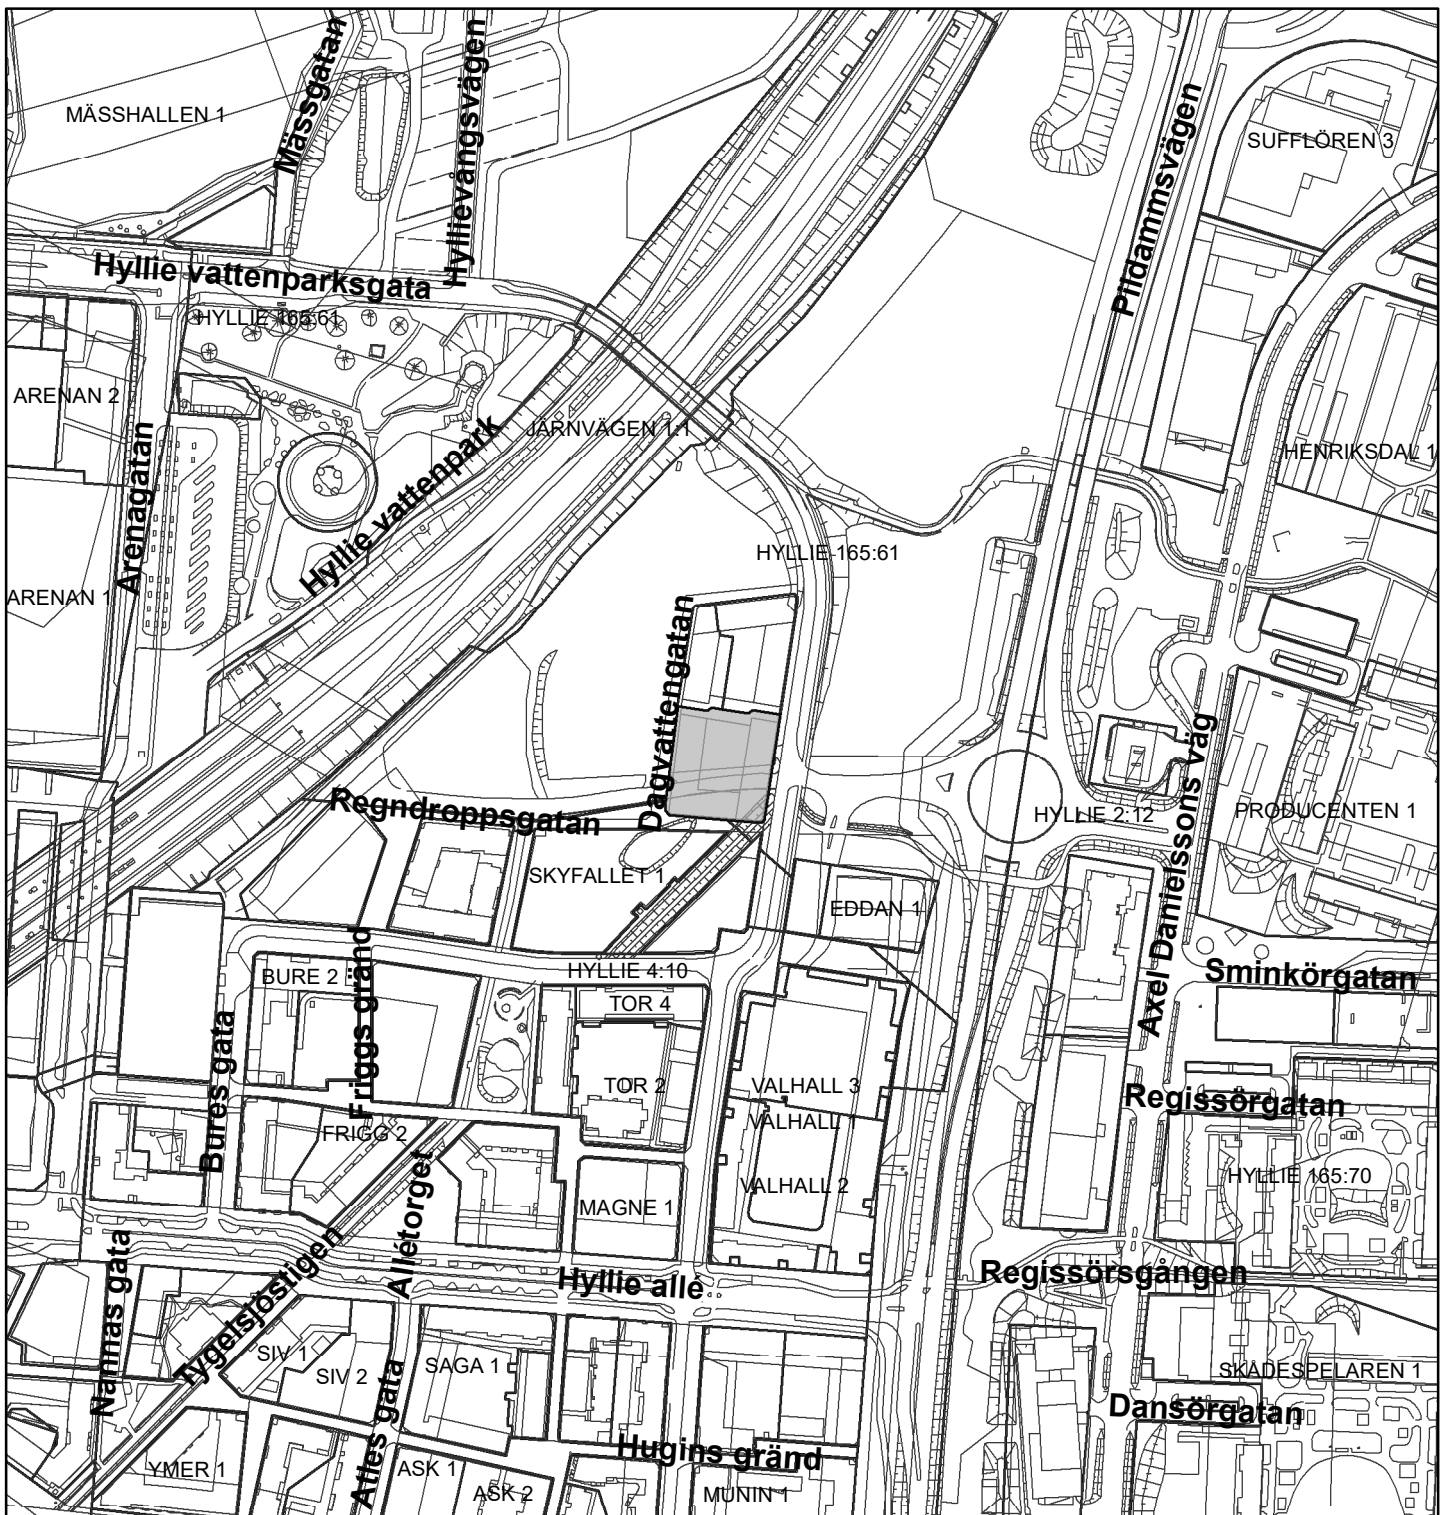 Mässgatan
Hyllievangsvägen
MÄSSHALLEN 1
Pildammsvägen
SUFFLÖREN 3
Hyllie vattenparksgata
HYLLIE 165:61
ARENAN 2
Arenagatan
Hyllie vattenpark
JÄRNVÄGEN 1:1
HENRIKSDAL 1
HYLLIE 165:61
ARENAN 1
Dagvattengatan
Regndroppsgatan
HYLLIE 2:12
Axel Danielssons väg
PRODUCENTEN 1
SKYFALLET 1
EDDAN 1
Friggs gränd
BURE 2
HYLLIE 4:10
Sminkörgatan
TOR 4
Bures gata
TOR 2
VALHALL 3
VALHALL 1
Regissörgatan
FRIGG 2
Allétorget
VALHALL 2
HYLLIE 165:70
MAGNE 1
Nannas gata
Tygelsjöstigen
Hyllie allé
Regissörsgången
SIV 1
SIV 2
SAGA 1
SKÅDESPELAREN 1
Atles gata
Dansörgatan
Hugins gränd
YMER 1
ASK 1
ASK 2
MUNIN 1